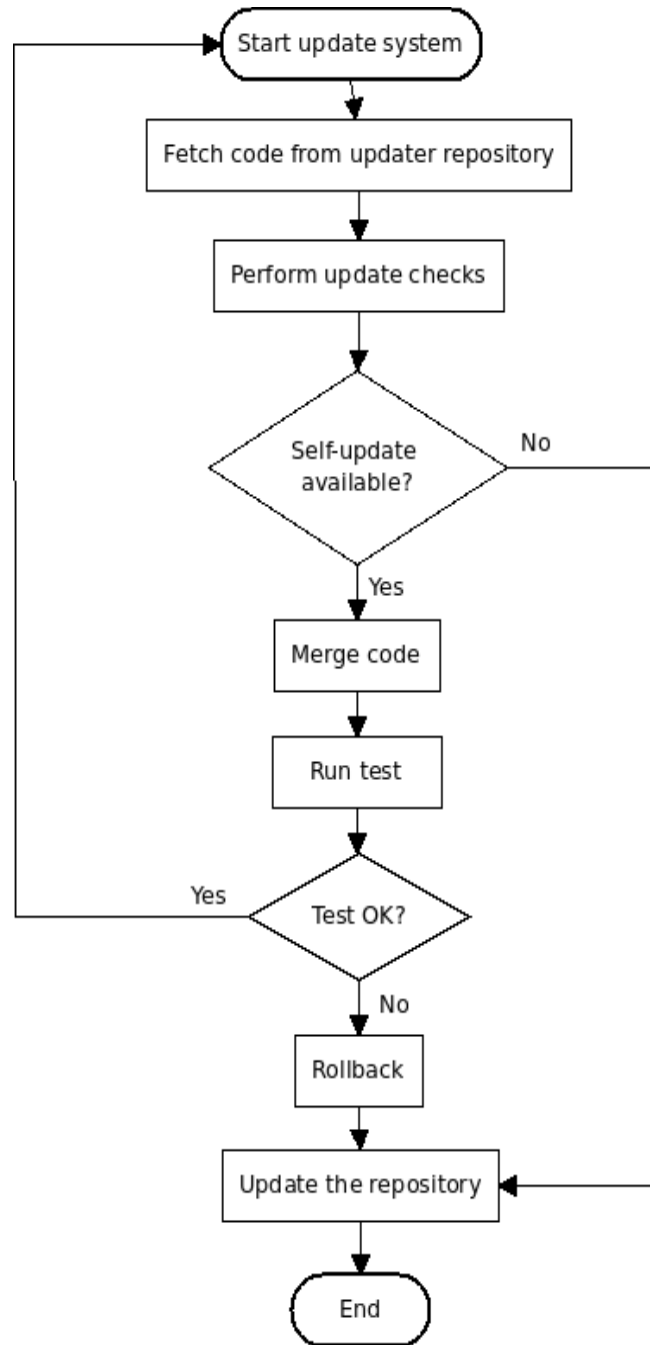 Start update system
Fetch code from updater repository
Perform update checks
Self-update
available?
No
Yes
Merge code
Run test
Yes
Test OK?
No
Rollback
Update the repository
End